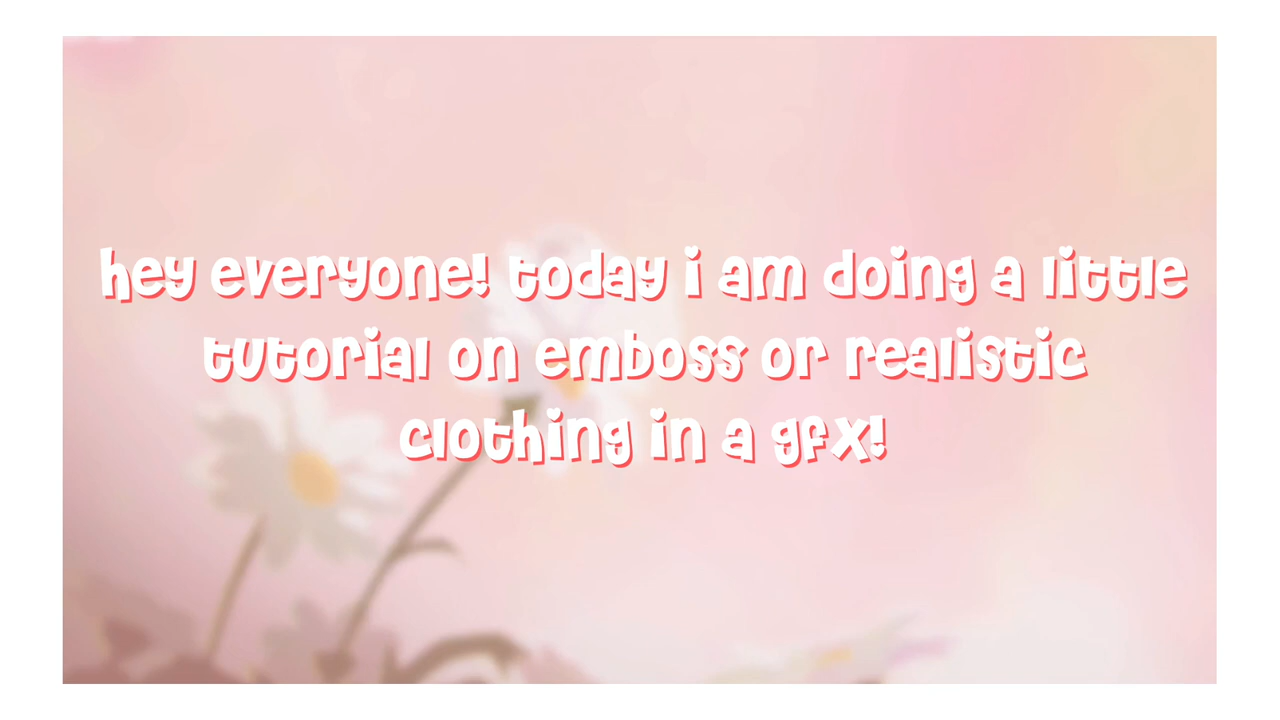 hey everyone! today i am doing a little
tutorial on emboss or realistic
clothing in a gfx!